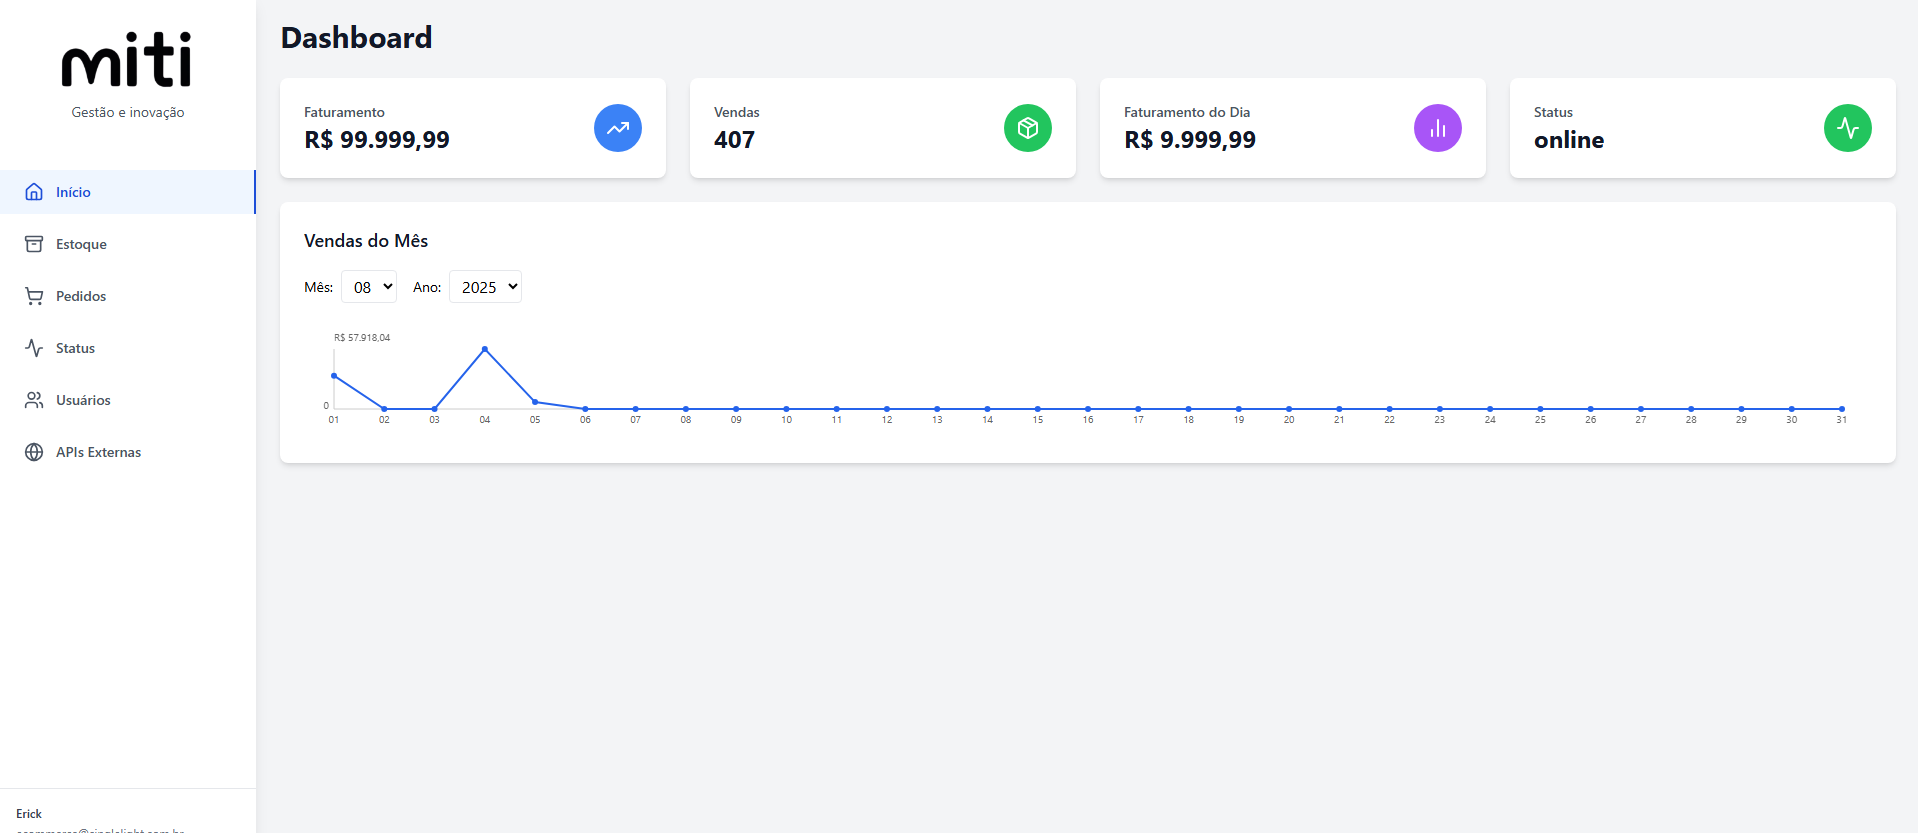 miti
Gestão e inovação
Início
Estoque
Pedidos
Status
Usuários
APIs Externas
Erick
Dashboard
Faturamento
R$ 99.999,99
Vendas
407
Faturamento do Dia
R$ 9.999,99
Status
online
Vendas do Mês
Mês: 08 Ano: 2025
R$ 57.918,04
0
01 02 03 04 05 06 07 08 09 10 11 12 13 14 15 16 17 18 19 20 21 22 23 24 25 26 27 28 29 30 31